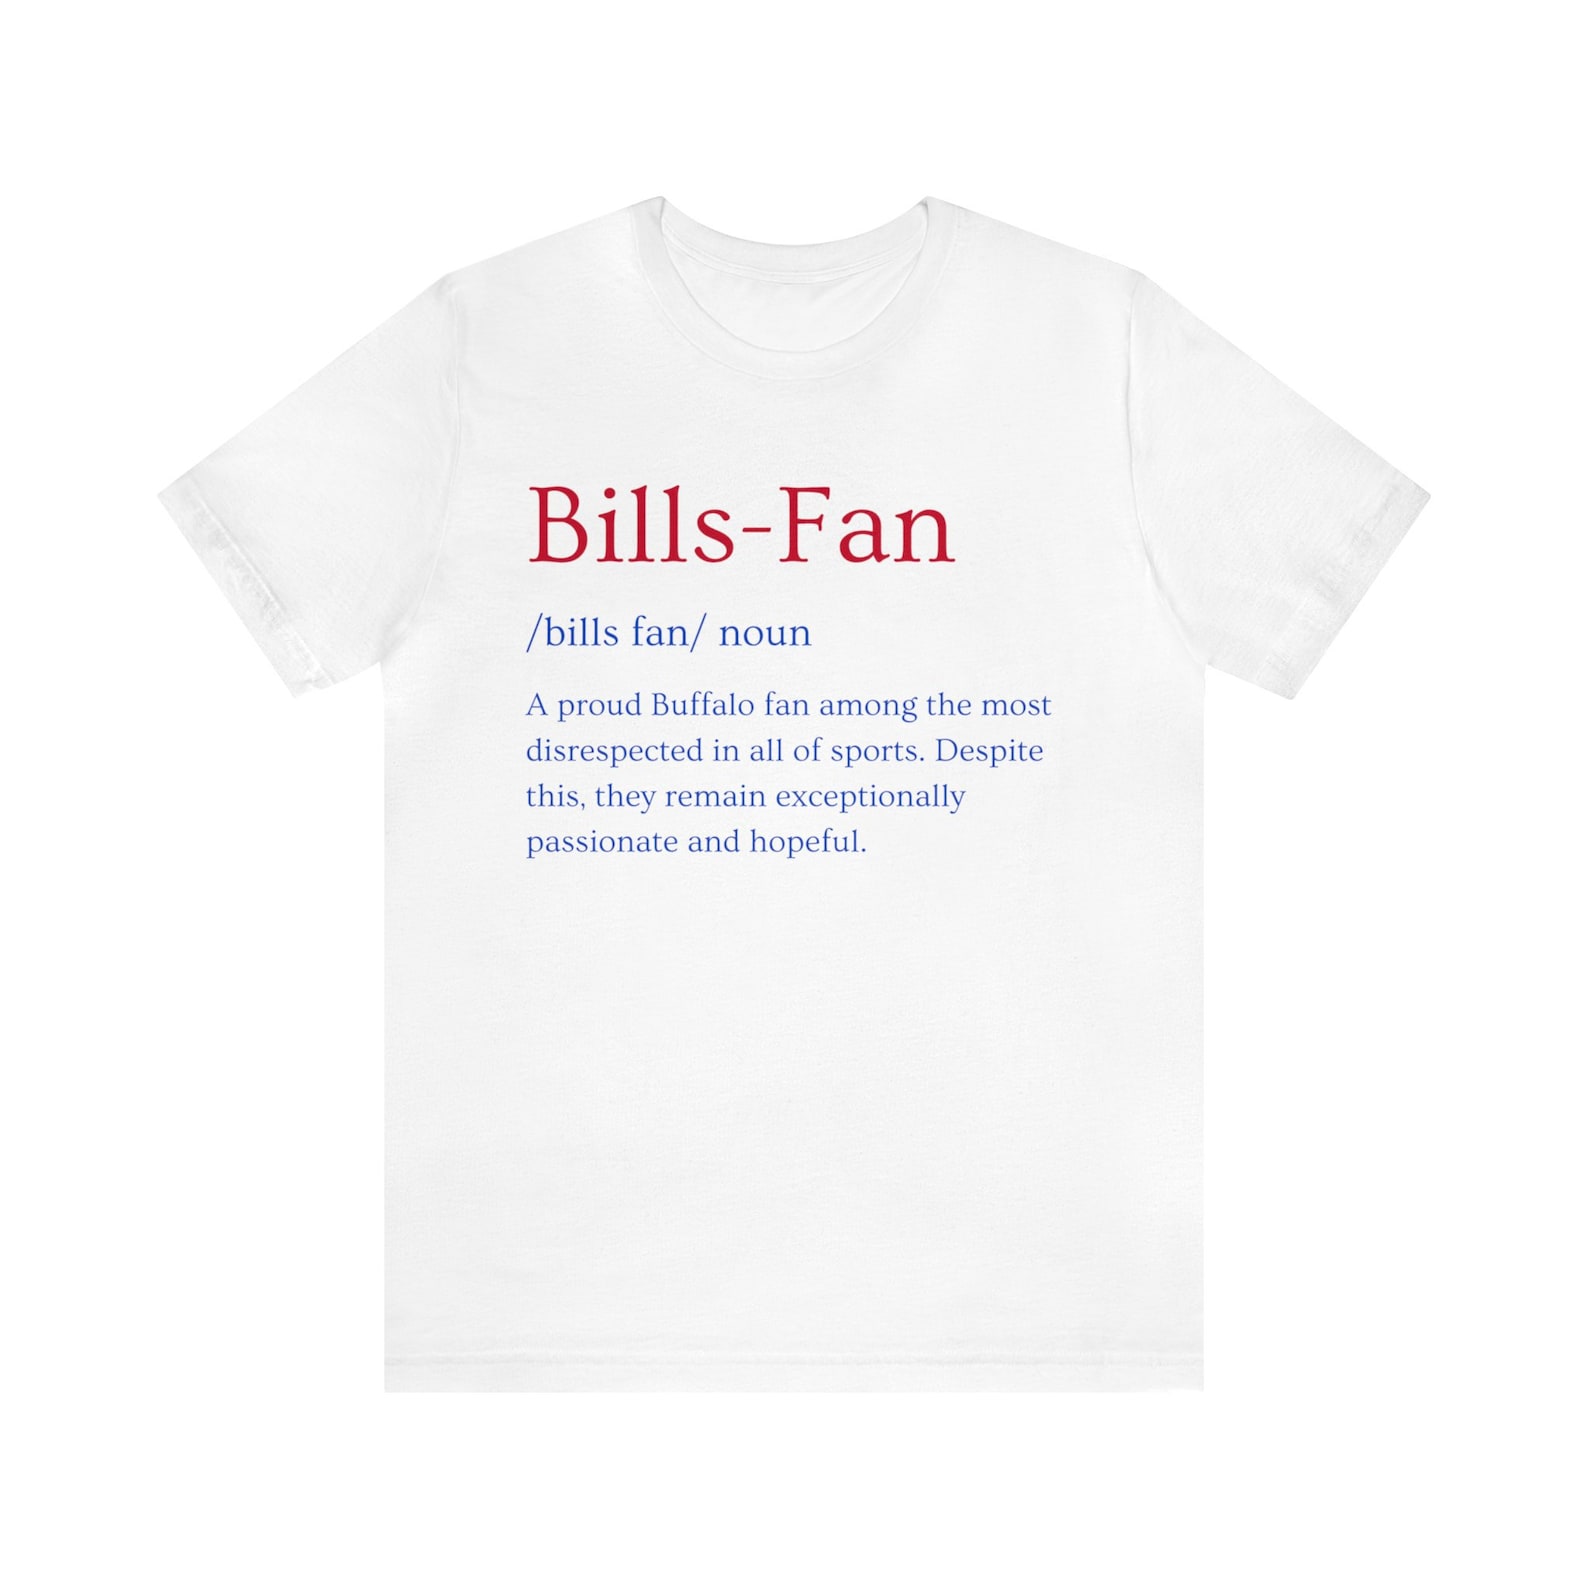 Bills-Fan
/bills fan/ noun
A proud Buffalo fan among the most
disrespected in all of sports. Despite
this, they remain exceptionally
passionate and hopeful.